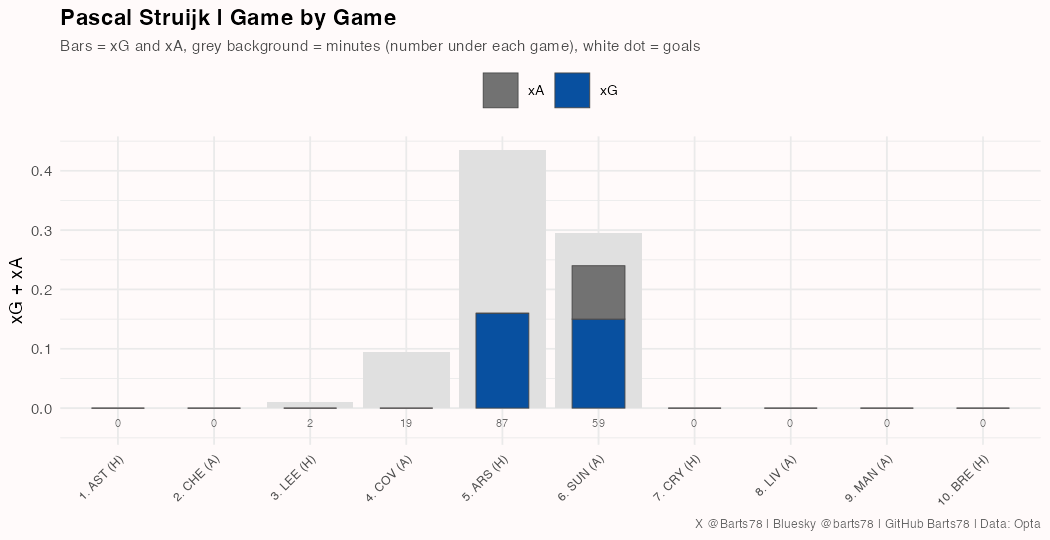 Pascal Struijk | Game by Game
Bars = xG and xA, grey background = minutes (number under each game), white dot = goals
xA xG
xG + xA
0.4
0.3
0.2
0.1
0.0
0 0 2 19 87 59 0 0 0 0
1. AST (H) 2. CHE (A) 3. LEE (H) 4. COV (A) 5. ARS (H) 6. SUN (A) 7. CRY (H) 8. LIV (A) 9. MAN (A) 10. BRE (H)
X @Barts78 | Bluesky @barts78 | GitHub Barts78 | Data: Opta